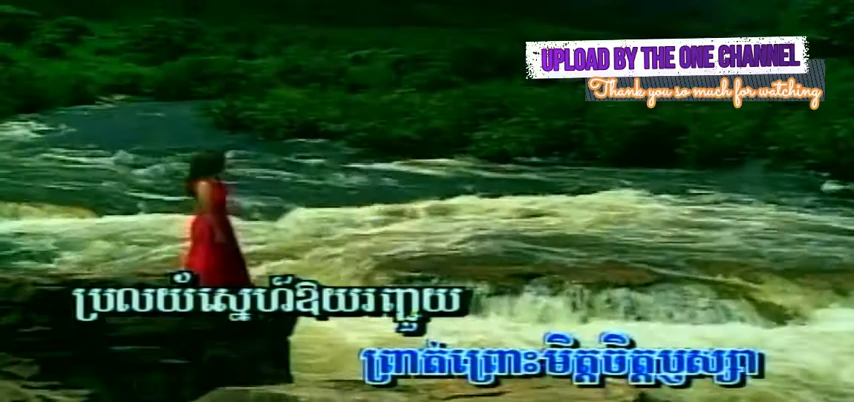 UPLOAD BY THE ONE CHANNEL
Thank you so much for watching
ប្រលយ័ស្នេហ៍ឱយរញ្ជួយ
ព្រាត់ព្រោះមិត្តចិត្តឫស្សា